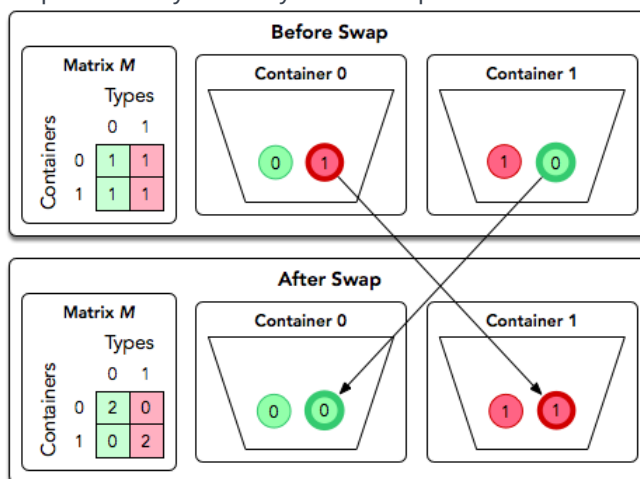 Before Swap
Matrix M
Types
0 1
Containers
0 1 1
1 1 1
Container 0
0 1
Container 1
1 0
After Swap
Matrix M
Types
0 1
Containers
0 2 0
1 0 2
Container 0
0 0
Container 1
1 1